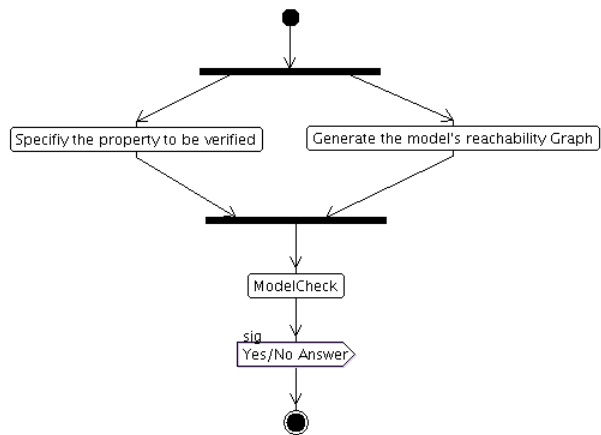 Specifiy the property to be verified
Generate the model's reachability Graph
ModelCheck
sig
Yes/No Answer